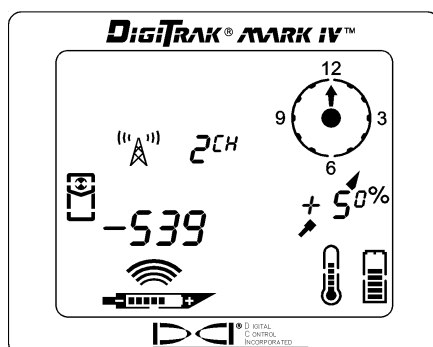 DIGITRAK® MARK IV™
12
9
3
6
2CH
+ 50%
-539
- +
® DIGITAL
CONTROL
INCORPORATED